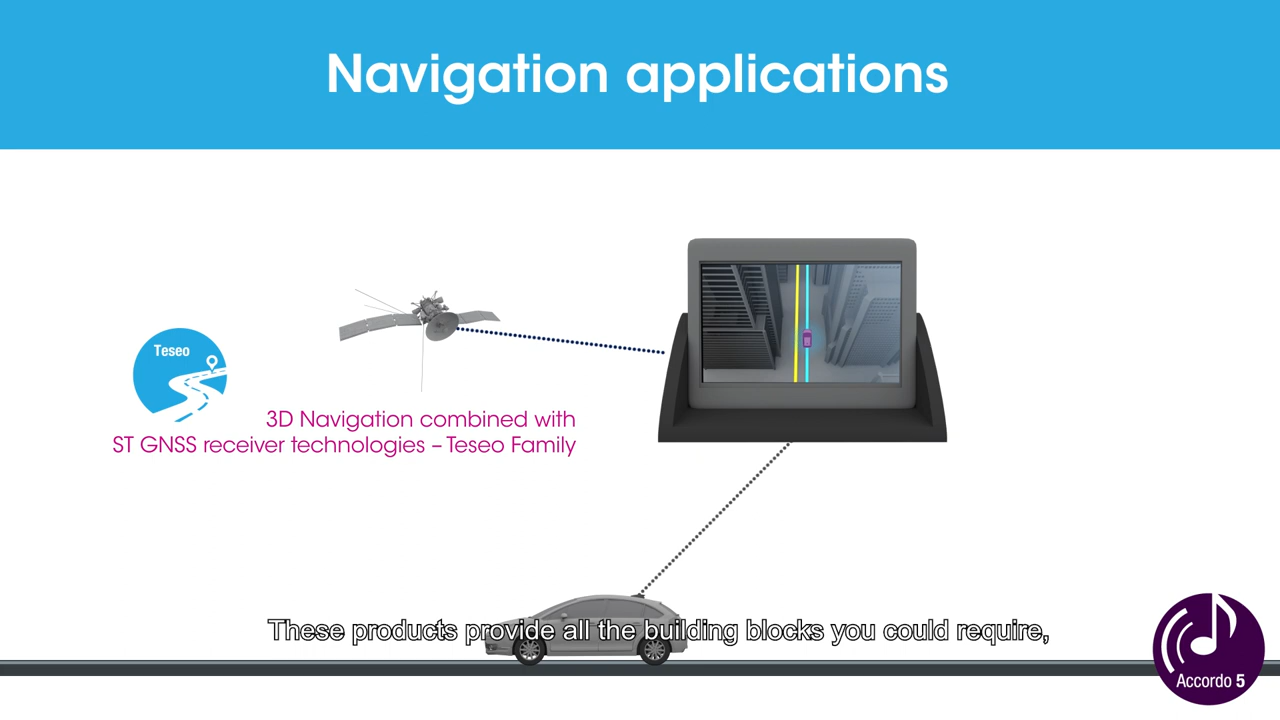 Navigation applications
Teseo
3D Navigation combined with
ST GNSS receiver technologies – Teseo Family
These products provide all the building blocks you could require,
Accordo 5